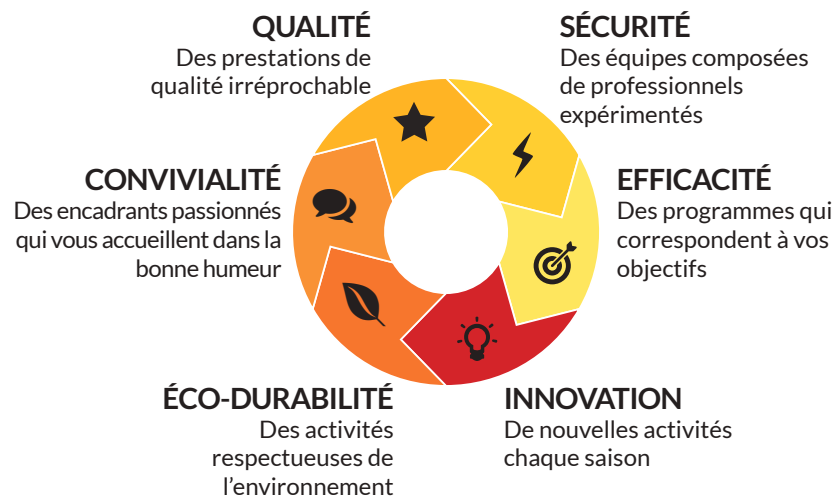 QUALITÉ
Des prestations de
qualité irréprochable
SÉCURITÉ
Des équipes composées
de professionnels
expérimentés
CONVIVIALITÉ
Des encadrants passionnés
qui vous accueillent dans la
bonne humeur
EFFICACITÉ
Des programmes qui
correspondent à vos
objectifs
ÉCO-DURABILITÉ
Des activités
respectueuses de
l'environnement
INNOVATION
De nouvelles activités
chaque saison